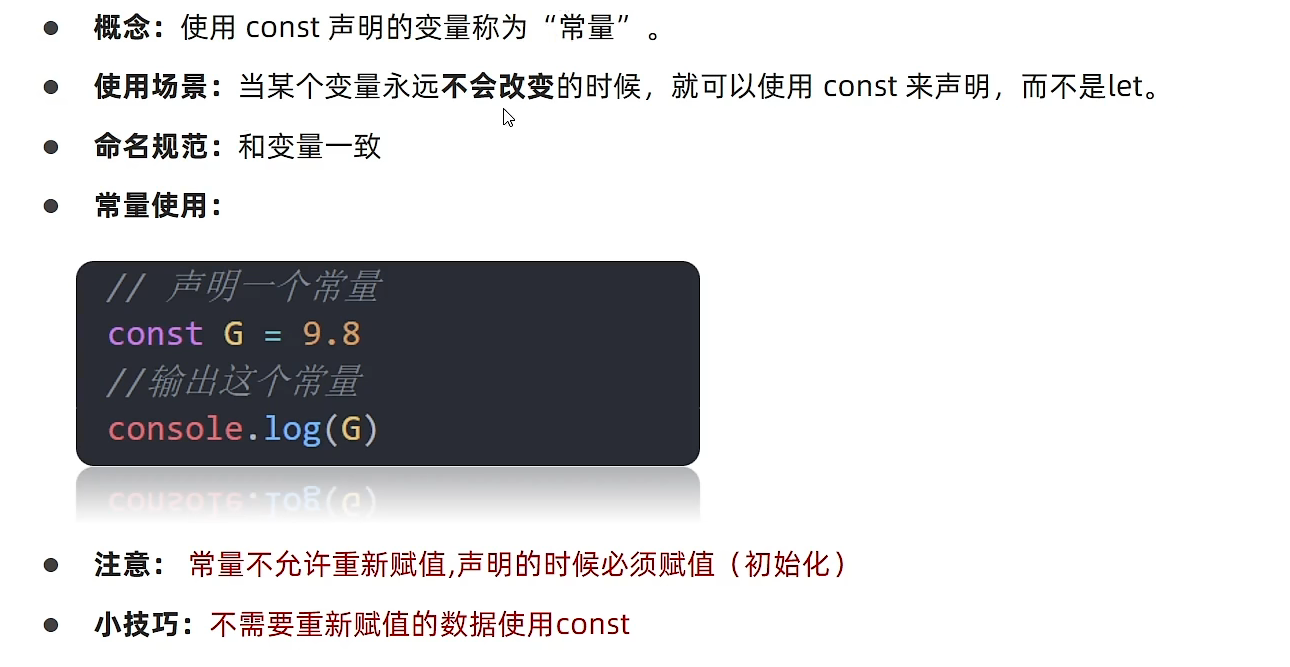 概念：使用 const 声明的变量称为“常量”。
使用场景：当某个变量永远不会改变的时候，就可以使用 const 来声明，而不是let。
命名规范：和变量一致
常量使用：
// 声明一个常量
const G = 9.8
//输出这个常量
console.log(G)
注意： 常量不允许重新赋值,声明的时候必须赋值（初始化）
小技巧：不需要重新赋值的数据使用const